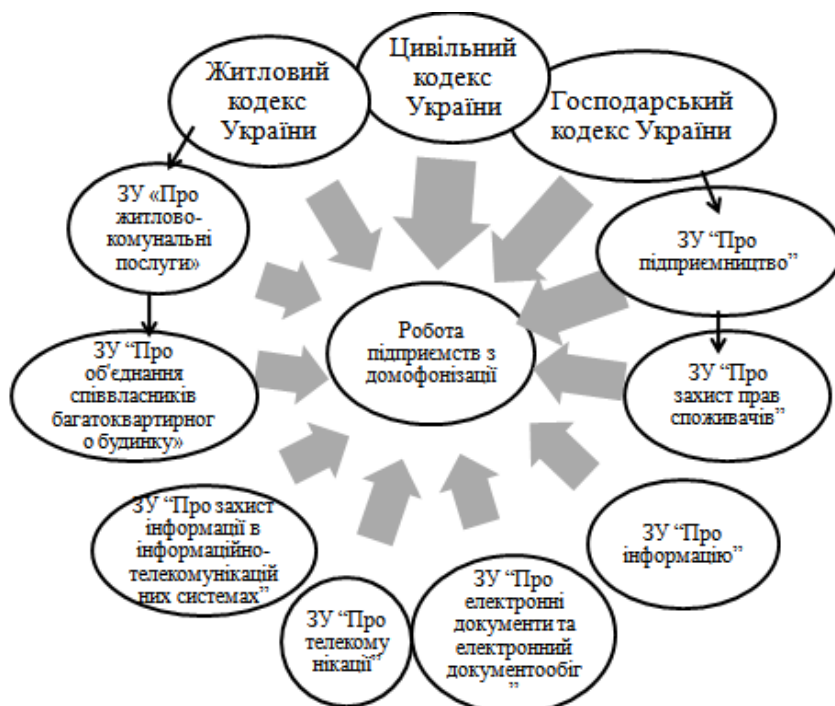 Житловий
кодекс
України
Цивільний
кодекс
України
Господарський
кодекс України
ЗУ «Про
житлово-
комунальні
послуги»
ЗУ “Про
підприємництво”
Робота
підприємств з
домофонізації
ЗУ “Про
об'єднання
співвласників
багатоквартирног
о будинку»
ЗУ “Про
захист прав
споживачів”
ЗУ “Про захист
інформації в
інформаційно-
телекомунікацій
них системах”
ЗУ “Про
інформацію”
ЗУ “Про
телекому
нікації”
ЗУ “Про
електронні
документи та
електронний
документообіг
”